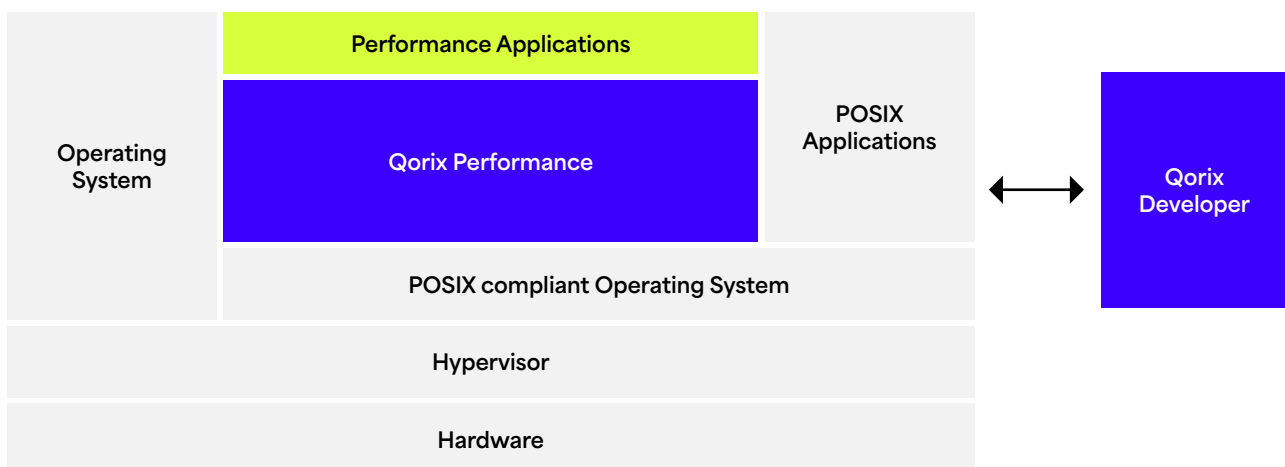 Performance Applications
Operating
System
Qorix Performance
POSIX
Applications
Qorix
Developer
POSIX compliant Operating System
Hypervisor
Hardware